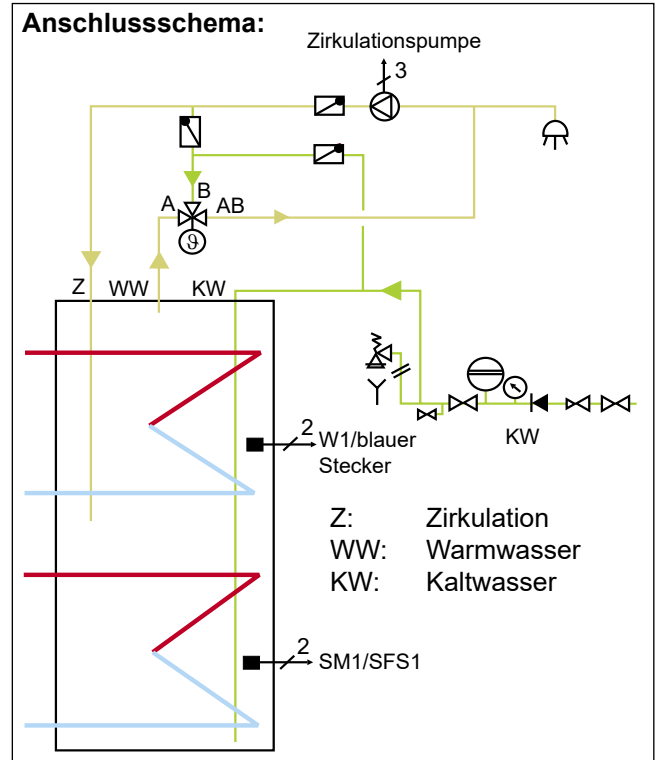 Anschlussschema:
Zirkulationspumpe
3
B
A
AB
ϑ
Z
WW
KW
KW
2
W1/blauer
Stecker
Z: Zirkulation
WW: Warmwasser
KW: Kaltwasser
2
SM1/SFS1